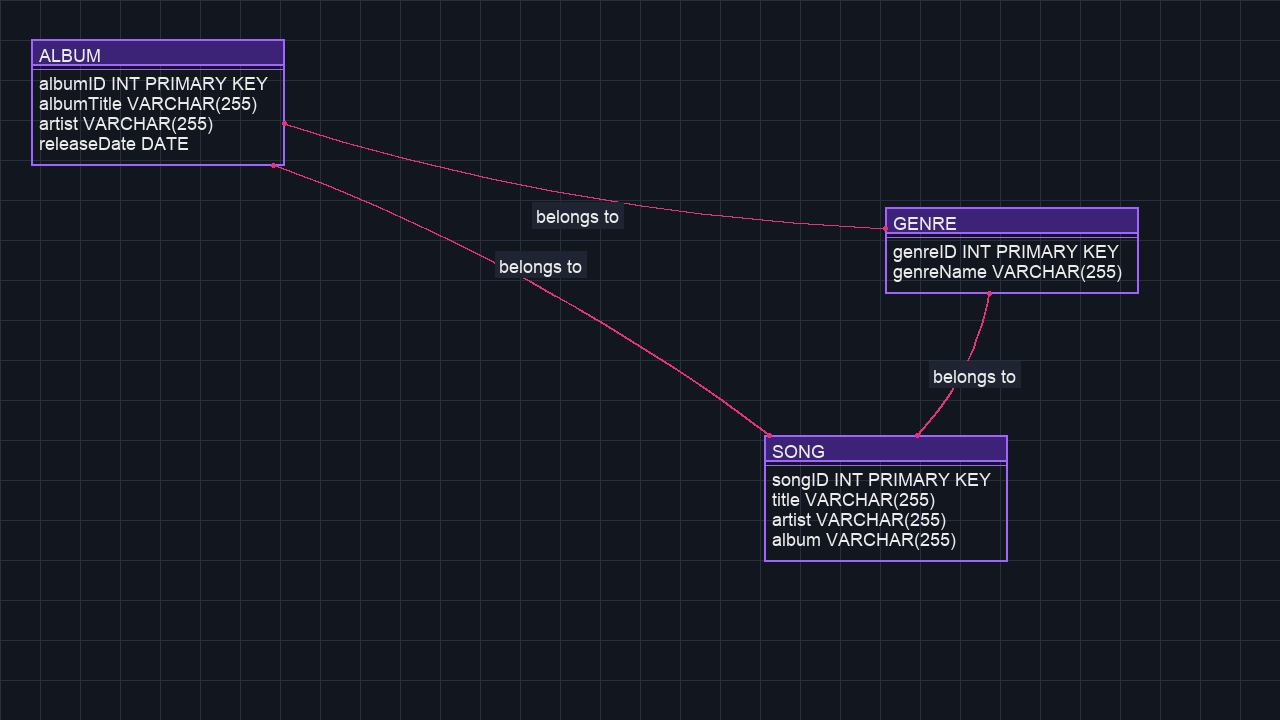 ALBUM
albumID INT PRIMARY KEY
albumTitle VARCHAR(255)
artist VARCHAR(255)
releaseDate DATE
belongs to
belongs to
GENRE
genreID INT PRIMARY KEY
genreName VARCHAR(255)
belongs to
SONG
songID INT PRIMARY KEY
title VARCHAR(255)
artist VARCHAR(255)
album VARCHAR(255)